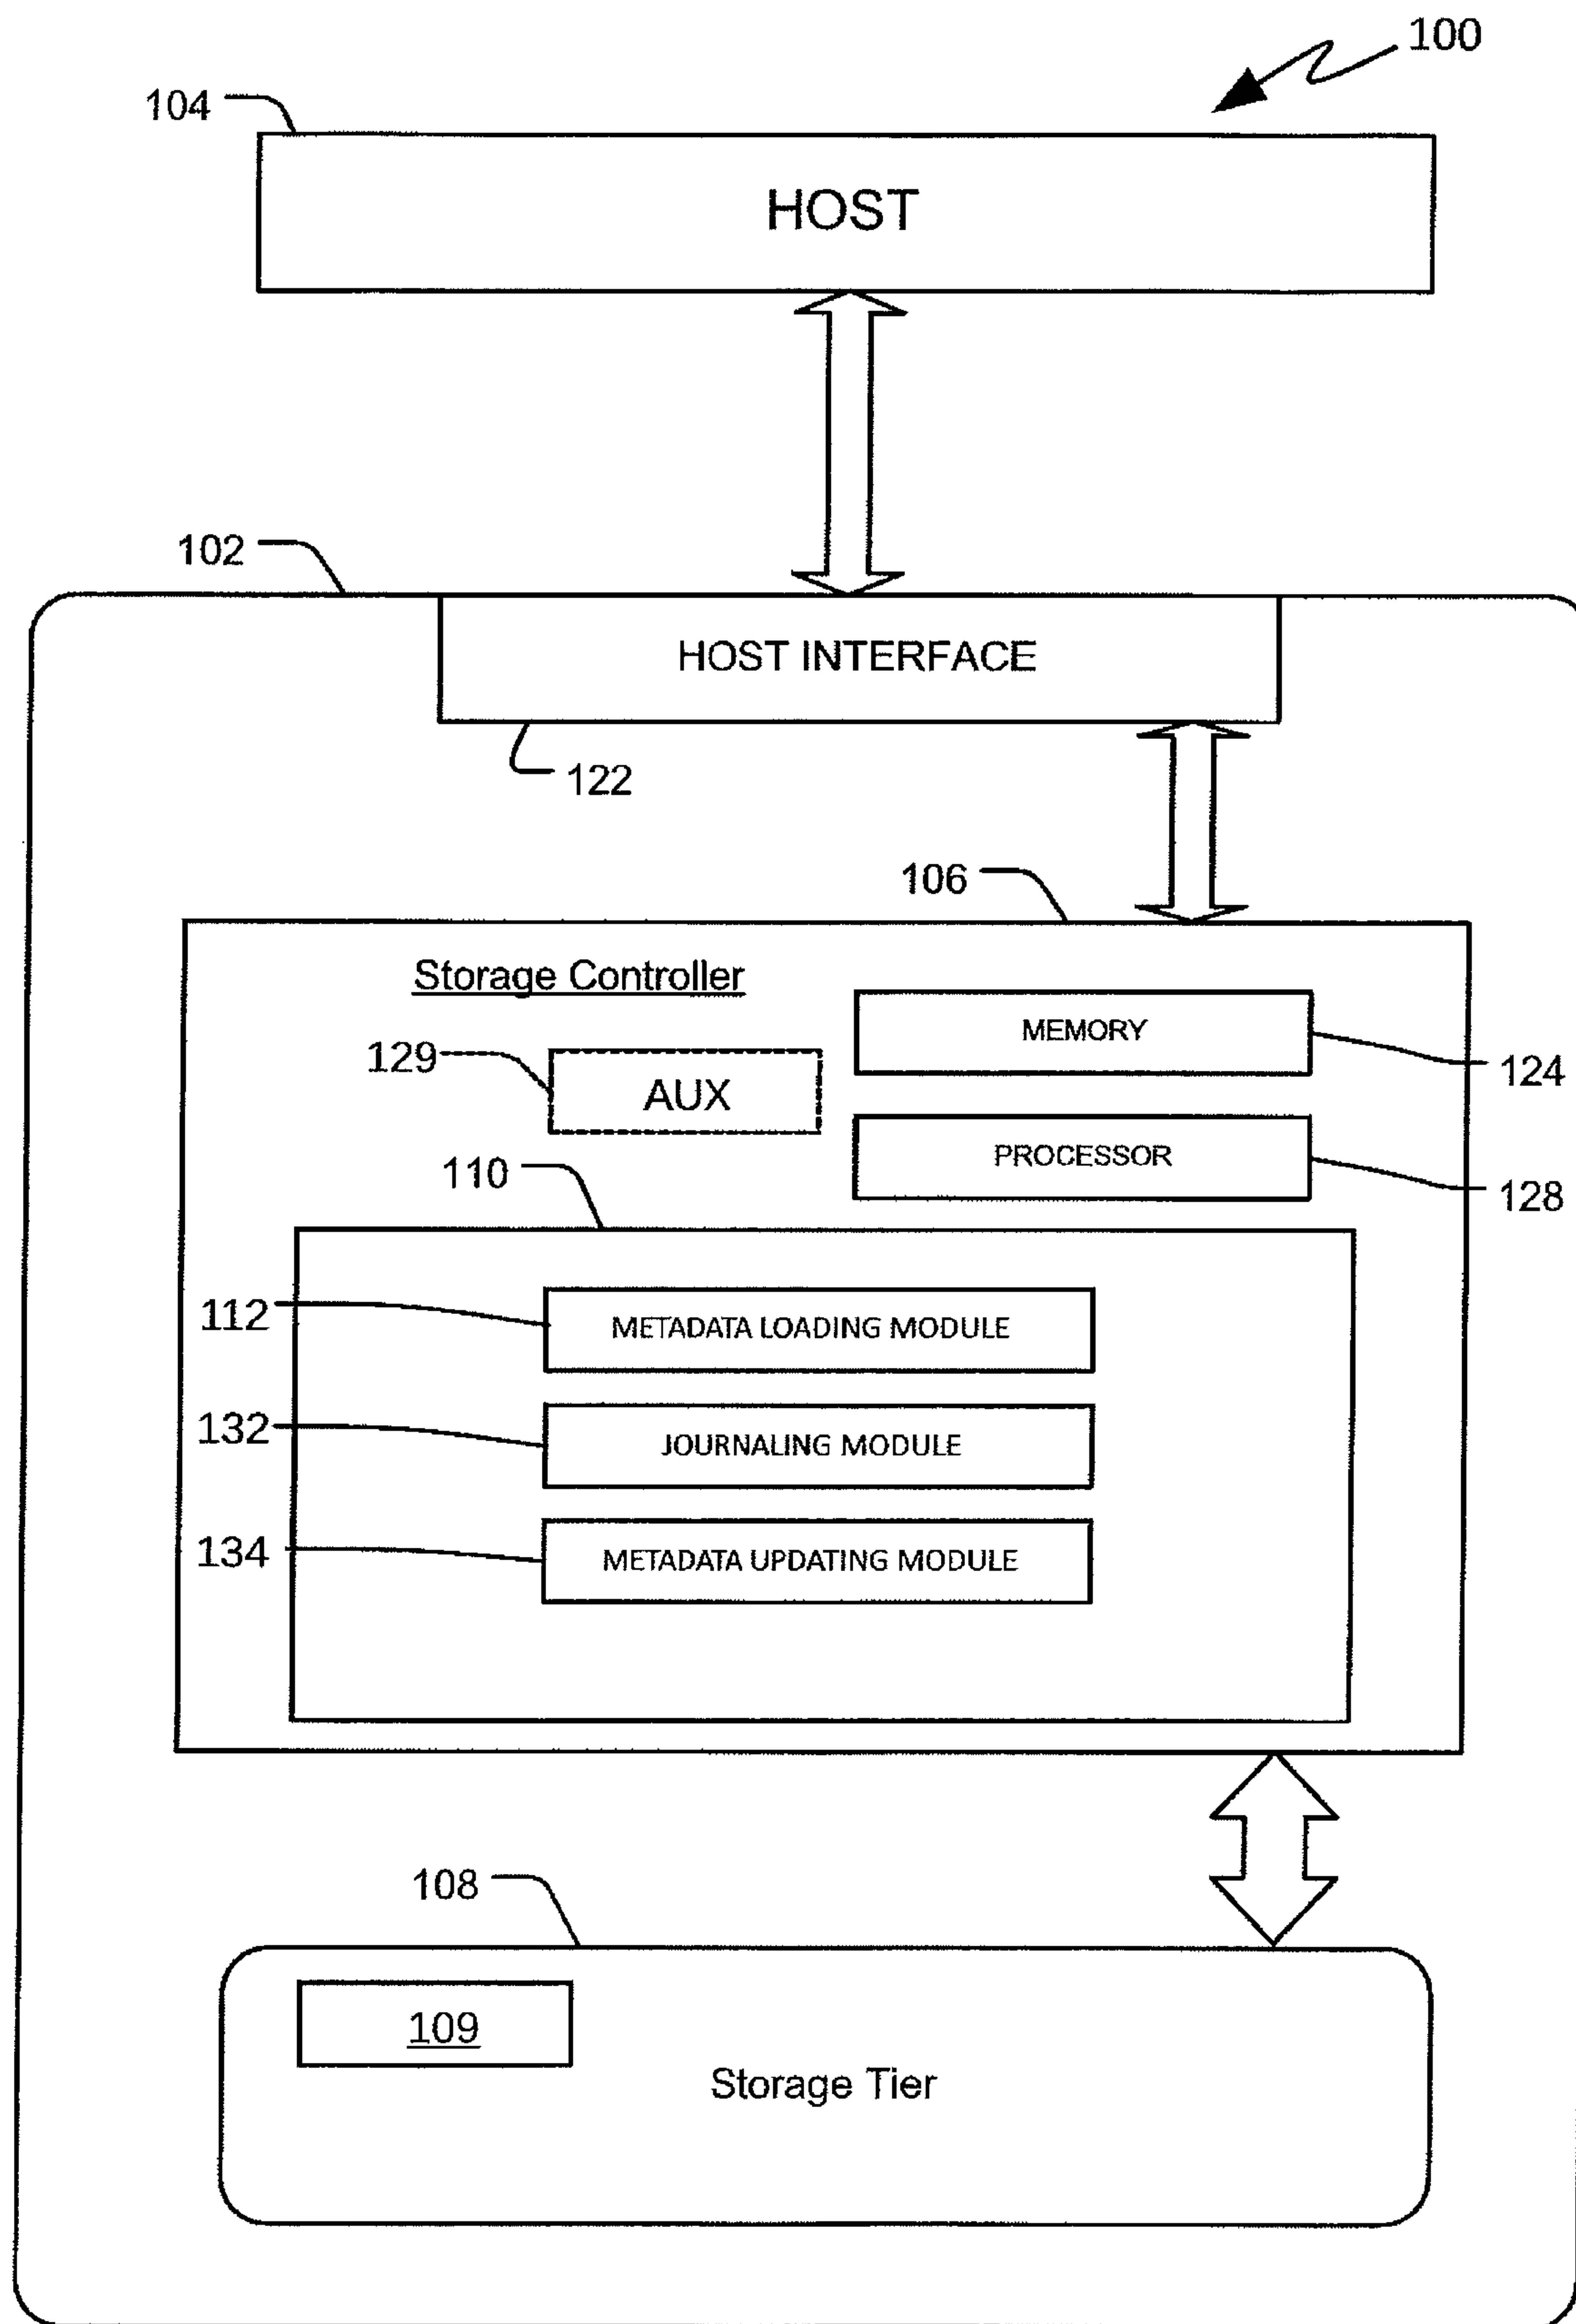 100
104
HOST
102
HOST INTERFACE
122
106
Storage Controller
MEMORY
129
AUX
124
PROCESSOR
110
128
112
METADATA LOADING MODULE
132
JOURNALING MODULE
134
METADATA UPDATING MODULE
108
109
Storage Tier